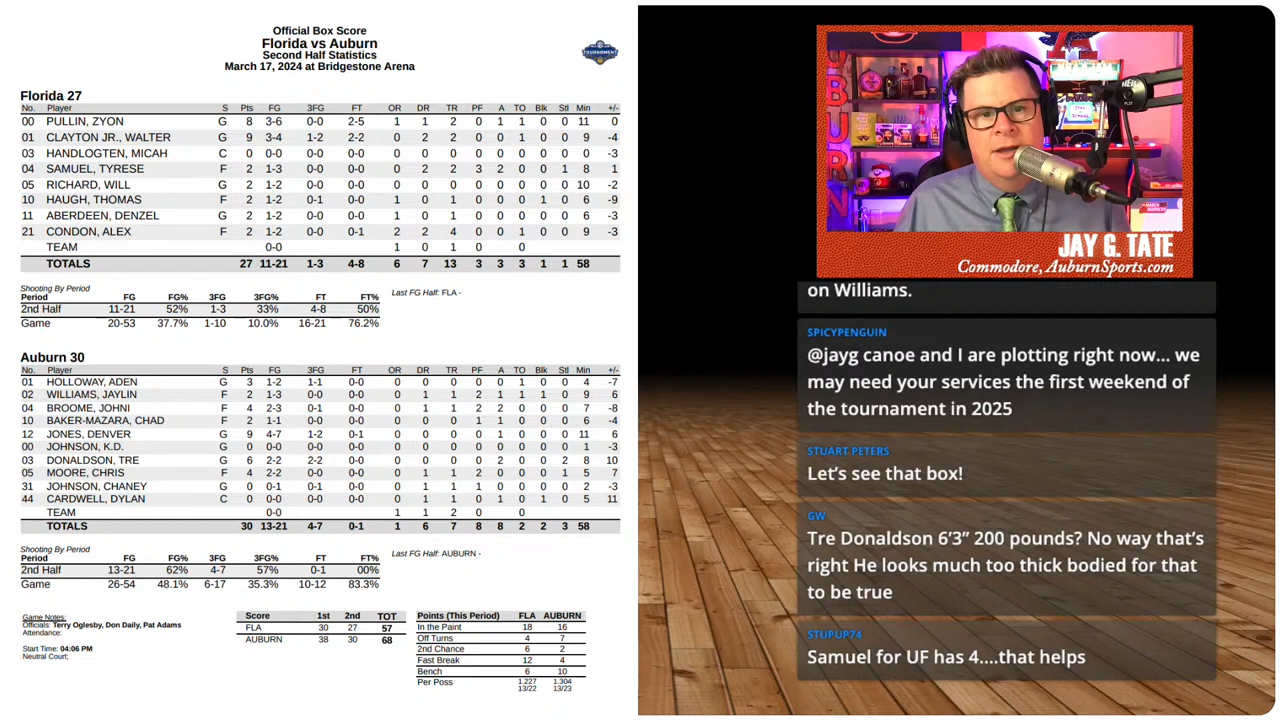 Official Box Score
Florida vs Auburn
Second Half Statistics
March 17, 2024 at Bridgestone Arena
TOURNAMENT
Florida 27
No. Player S Pts FG 3FG FT OR DR TR PF A TO Blk Stl Min +/-
00 PULLIN, ZYON G 8 3-6 0-0 2-5 1 1 2 0 1 1 0 0 11 0
01 CLAYTON JR., WALTER G 9 3-4 1-2 2-2 0 2 2 0 0 1 0 0 9 -4
03 HANDLOGTEN, MICAH C 0 0-0 0-0 0-0 0 0 0 0 0 0 0 0 0 -3
04 SAMUEL, TYRESE F 2 1-3 0-0 0-0 0 2 2 3 2 0 0 1 8 1
05 RICHARD, WILL G 2 1-2 0-0 0-0 0 0 0 0 0 0 0 0 10 -2
10 HAUGH, THOMAS F 2 1-2 0-1 0-0 1 0 1 0 0 0 1 0 6 -9
11 ABERDEEN, DENZEL G 2 1-2 0-0 0-0 1 0 1 0 0 0 0 0 6 -3
21 CONDON, ALEX F 2 1-2 0-0 0-1 2 2 4 0 0 1 0 0 9 -3
TEAM 0-0 1 0 1 0 0
TOTALS 27 11-21 1-3 4-8 6 7 13 3 3 3 1 1 58
Shooting By Period
Period FG FG% 3FG 3FG% FT FT%
2nd Half 11-21 52% 1-3 33% 4-8 50%
Game 20-53 37.7% 1-10 10.0% 16-21 76.2%
Last FG Half: FLA -
Auburn 30
No. Player S Pts FG 3FG FT OR DR TR PF A TO Blk Stl Min +/-
01 HOLLOWAY, ADEN G 3 1-2 1-1 0-0 0 0 0 0 0 1 0 0 4 -7
02 WILLIAMS, JAYLIN F 2 1-3 0-0 0-0 0 1 1 2 1 1 1 0 9 6
04 BROOME, JOHNI F 4 2-3 0-1 0-0 0 1 1 2 2 0 0 0 7 -8
10 BAKER-MAZARA, CHAD F 2 1-1 0-0 0-0 0 0 0 1 1 0 0 0 6 -4
12 JONES, DENVER G 9 4-7 1-2 0-1 0 0 0 0 1 0 0 0 11 6
00 JOHNSON, K.D. G 0 0-0 0-0 0-0 0 0 0 0 0 0 0 0 1 -3
03 DONALDSON, TRE G 6 2-2 2-2 0-0 0 0 0 0 2 0 0 2 8 10
05 MOORE, CHRIS F 4 2-2 0-0 0-0 0 1 1 2 0 0 0 1 5 7
31 JOHNSON, CHANEY G 0 0-1 0-1 0-0 0 1 1 1 0 0 0 0 2 -3
44 CARDWELL, DYLAN C 0 0-0 0-0 0-0 0 1 1 0 1 0 1 0 5 11
TEAM 0-0 1 1 2 0 0
TOTALS 30 13-21 4-7 0-1 1 6 7 8 8 2 2 3 58
Shooting By Period
Period FG FG% 3FG 3FG% FT FT%
2nd Half 13-21 62% 4-7 57% 0-1 00%
Game 26-54 48.1% 6-17 35.3% 10-12 83.3%
Last FG Half: AUBURN -
Game Notes:
Officials: Terry Oglesby, Don Daily, Pat Adams
Attendance:
Start Time: 04:06 PM
Neutral Court;
Score 1st 2nd TOT
FLA 30 27 57
AUBURN 38 30 68
Points (This Period) FLA AUBURN
In the Paint 18 16
Off Turns 4 7
2nd Chance 6 2
Fast Break 12 4
Bench 6 10
Per Poss 1.227 1.304
13/22 13/23
JAY G. TATE
Commodore, AuburnSports.com
on Williams.
SPICYPENGUIN
@jayg canoe and I are plotting right now... we
may need your services the first weekend of
the tournament in 2025
STUART PETERS
Let's see that box!
GW
Tre Donaldson 6'3" 200 pounds? No way that's
right He looks much too thick bodied for that
to be true
STUPUP74
Samuel for UF has 4....that helps